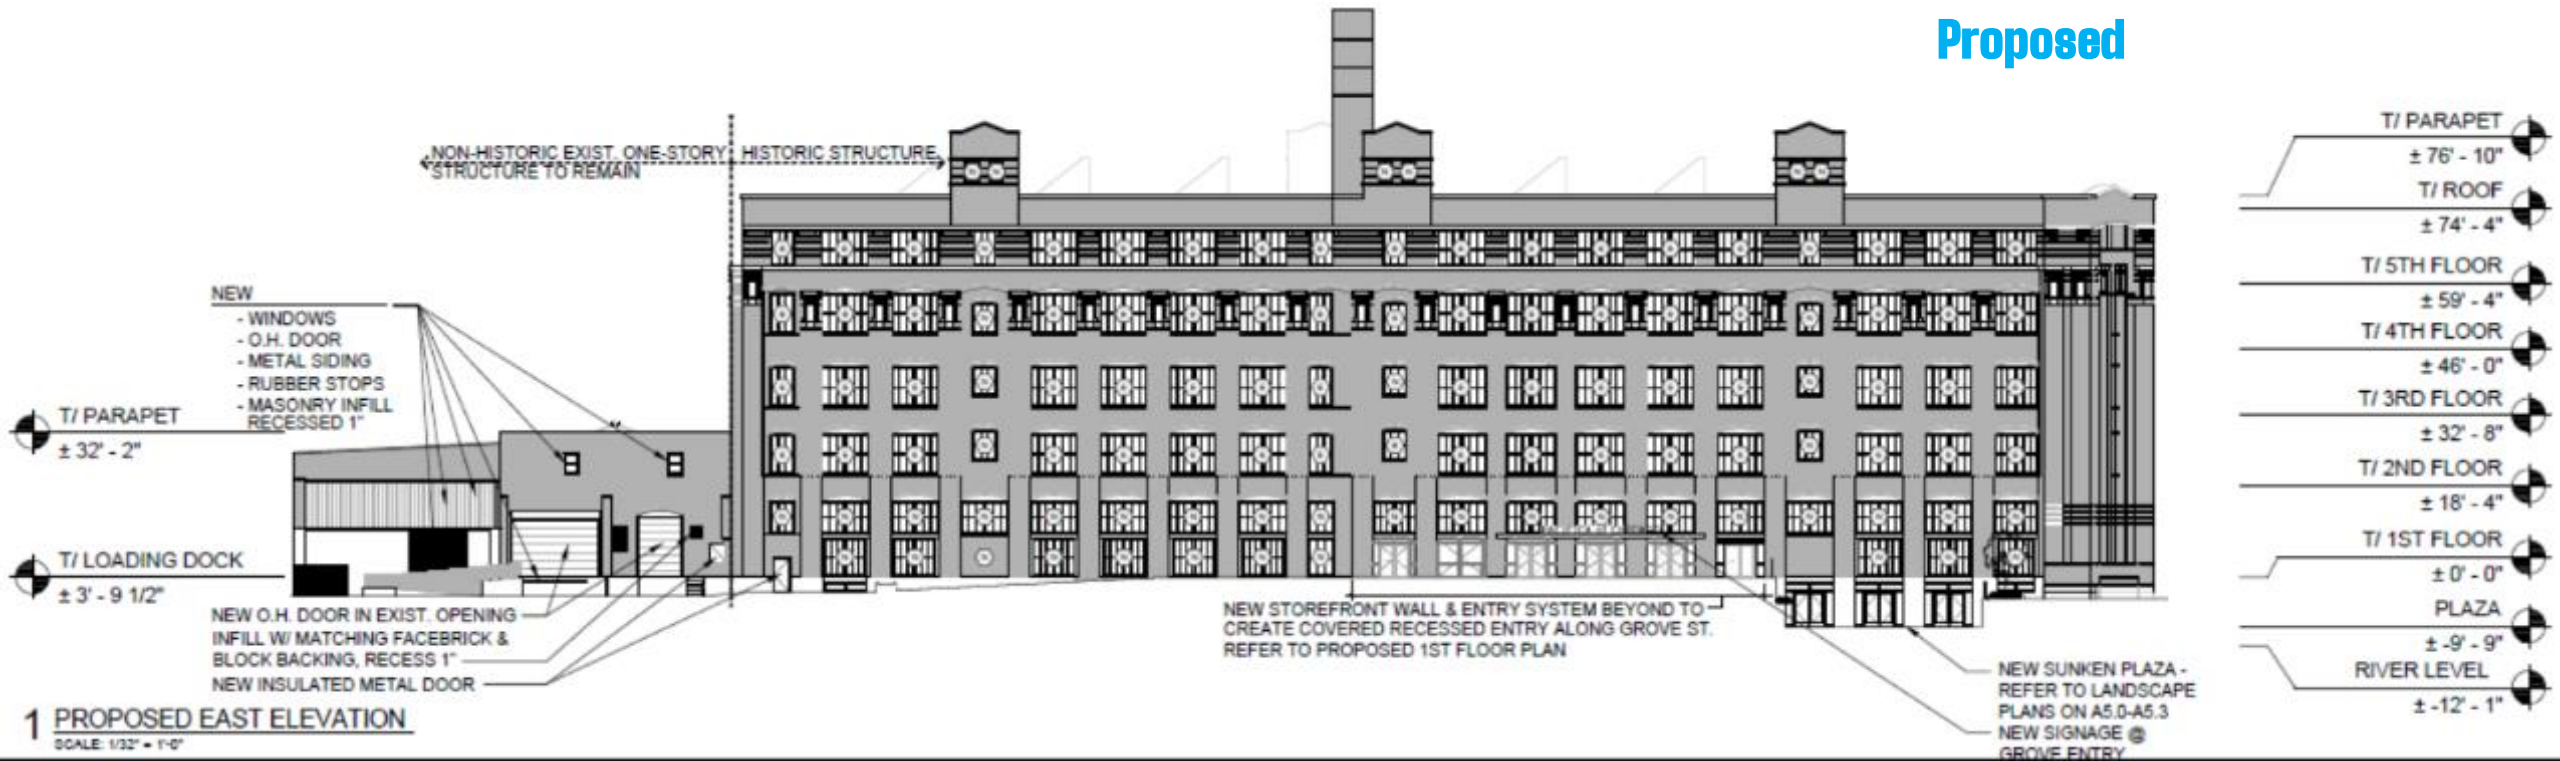 Proposed
NON-HISTORIC EXIST. ONE-STORY
STRUCTURE TO REMAIN
HISTORIC STRUCTURE
NEW
- WINDOWS
- O.H. DOOR
- METAL SIDING
- RUBBER STOPS
- MASONRY INFILL
RECESSED 1"
T/ PARAPET
± 32' - 2"
T/ LOADING DOCK
± 3' - 9 1/2"
NEW O.H. DOOR IN EXIST. OPENING
INFILL W/ MATCHING FACEBRICK &
BLOCK BACKING, RECESS 1"
NEW INSULATED METAL DOOR
NEW STOREFRONT WALL & ENTRY SYSTEM BEYOND TO
CREATE COVERED RECESSED ENTRY ALONG GROVE ST.
REFER TO PROPOSED 1ST FLOOR PLAN
NEW SUNKEN PLAZA -
REFER TO LANDSCAPE
PLANS ON A5.0-A5.3
NEW SIGNAGE @
GROVE ENTRY
T/ PARAPET
± 76' - 10"
T/ ROOF
± 74' - 4"
T/ 5TH FLOOR
± 59' - 4"
T/ 4TH FLOOR
± 46' - 0"
T/ 3RD FLOOR
± 32' - 8"
T/ 2ND FLOOR
± 18' - 4"
T/ 1ST FLOOR
± 0' - 0"
PLAZA
± -9' - 9"
RIVER LEVEL
± -12' - 1"
1 PROPOSED EAST ELEVATION
SCALE: 1/32" = 1'-0"